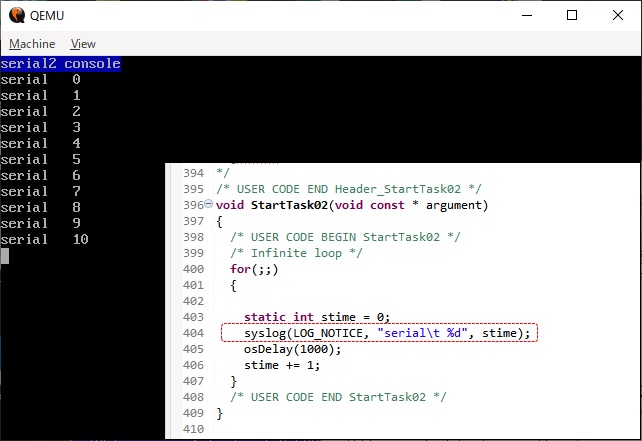 QEMU
Machine View
serial2 console
serial 0
serial 1
serial 2
serial 3
serial 4
serial 5
serial 6
serial 7
serial 8
serial 9
serial 10
394 */
395 /* USER CODE END Header_StartTask02 */
396 void StartTask02(void const * argument)
397 {
398 /* USER CODE BEGIN StartTask02 */
399 /* Infinite loop */
400 for(;;)
401 {
402
403 static int stime = 0;
404 syslog(LOG_NOTICE, "serial\t %d", stime);
405 osDelay(1000);
406 stime += 1;
407 }
408 /* USER CODE END StartTask02 */
409 }
410